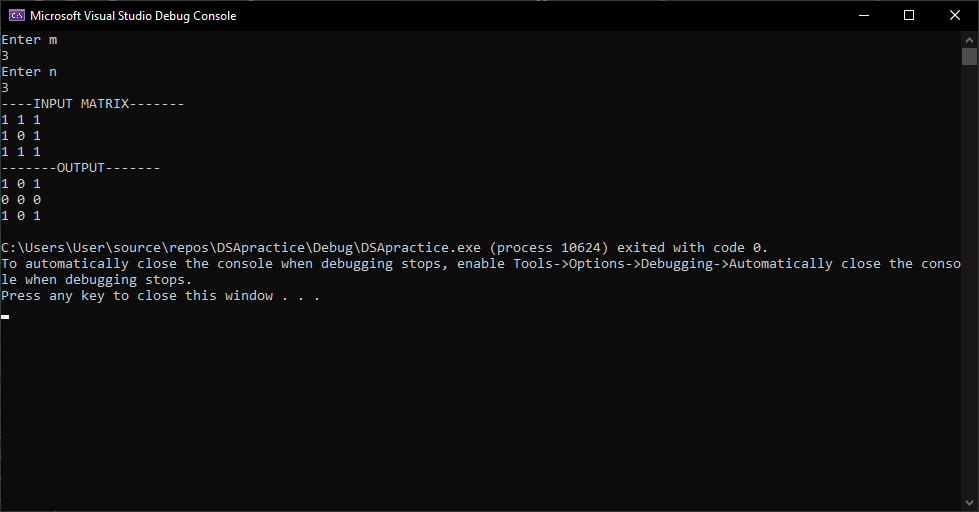 Microsoft Visual Studio Debug Console
Enter m
3
Enter n
3
----INPUT MATRIX-------
1 1 1
1 0 1
1 1 1
-------OUTPUT-------
1 0 1
0 0 0
1 0 1
C:\Users\User\source\repos\DSApractice\Debug\DSApractice.exe (process 10624) exited with code 0.
To automatically close the console when debugging stops, enable Tools->Options->Debugging->Automatically close the conso
le when debugging stops.
Press any key to close this window . . .